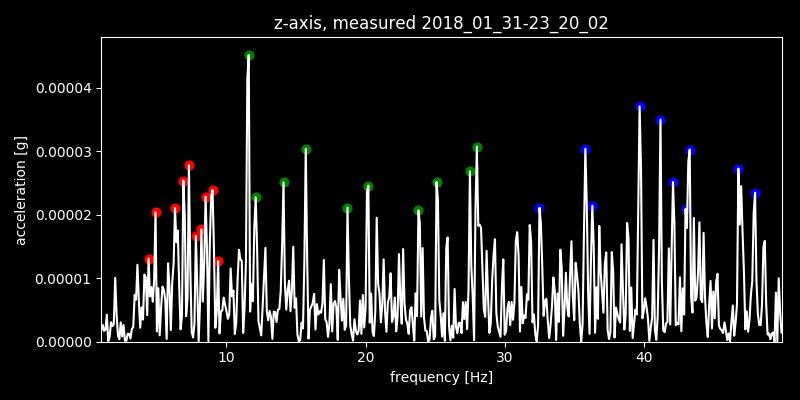 z-axis, measured 2018_01_31-23_20_02
0.00004
0.00003
0.00002
0.00001
0.00000
acceleration [g]
10 20 30 40
frequency [Hz]